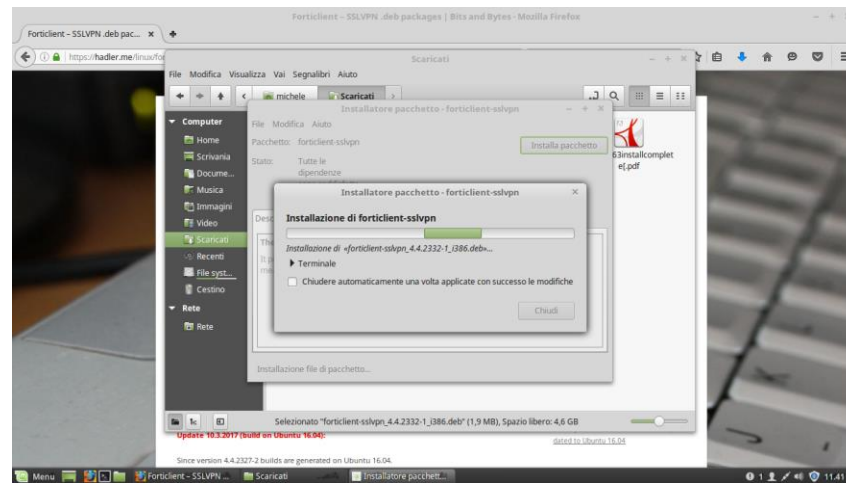 Forticlient - SSLVPN .deb packages | Bits and Bytes - Mozilla Firefox
Forticlient - SSLVPN .deb pac...
https://hadler.me/linux/for
Scaricati
File Modifica Visualizza Vai Segnalibri Aiuto
michele Scaricati
Computer
Home
Scrivania
Docume...
Musica
Immagini
Video
Scaricati
Recenti
File syst...
Cestino
Rete
Rete
63installcomplet
e[.pdf
Installatore pacchetto - forticlient-sslvpn
File Modifica Aiuto
Pacchetto: forticlient-sslvpn
Installa pacchetto
Stato: Tutte le
dipendenze
Installatore pacchetto - forticlient-sslvpn
Installazione di forticlient-sslvpn
Installazione di «forticlient-sslvpn_4.4.2332-1_i386.deb»...
Terminale
Chiudere automaticamente una volta applicate con successo le modifiche
Chiudi
Installazione file di pacchetto...
Selezionato "forticlient-sslvpn_4.4.2332-1_i386.deb" (1,9 MB), Spazio libero: 4,6 GB
Update 10.3.2017 (build on Ubuntu 16.04):
dated to Ubuntu 16.04
Since version 4.4.2327-2 builds are generated on Ubuntu 16.04.
Menu
Forticlient - SSLVPN ...
Scaricati
Installatore pacchett...
1
11.41